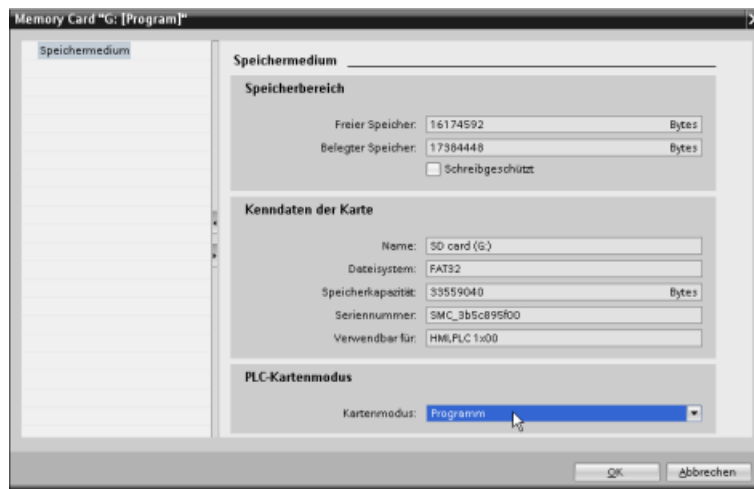 Memory Card "G: [Program]"
Speichermedium
Speichermedium
Speicherbereich
Freier Speicher: 16174592 Bytes
Belegter Speicher: 17384448 Bytes
Schreibgeschützt
Kenndaten der Karte
Name: SD card (G:)
Dateisystem: FAT32
Speicherkapazität: 33559040 Bytes
Seriennummer: SMC_3b5c895f00
Verwendbar für: HMI,PLC 1x00
PLC-Kartenmodus
Kartenmodus: Programm
OK Abbrechen